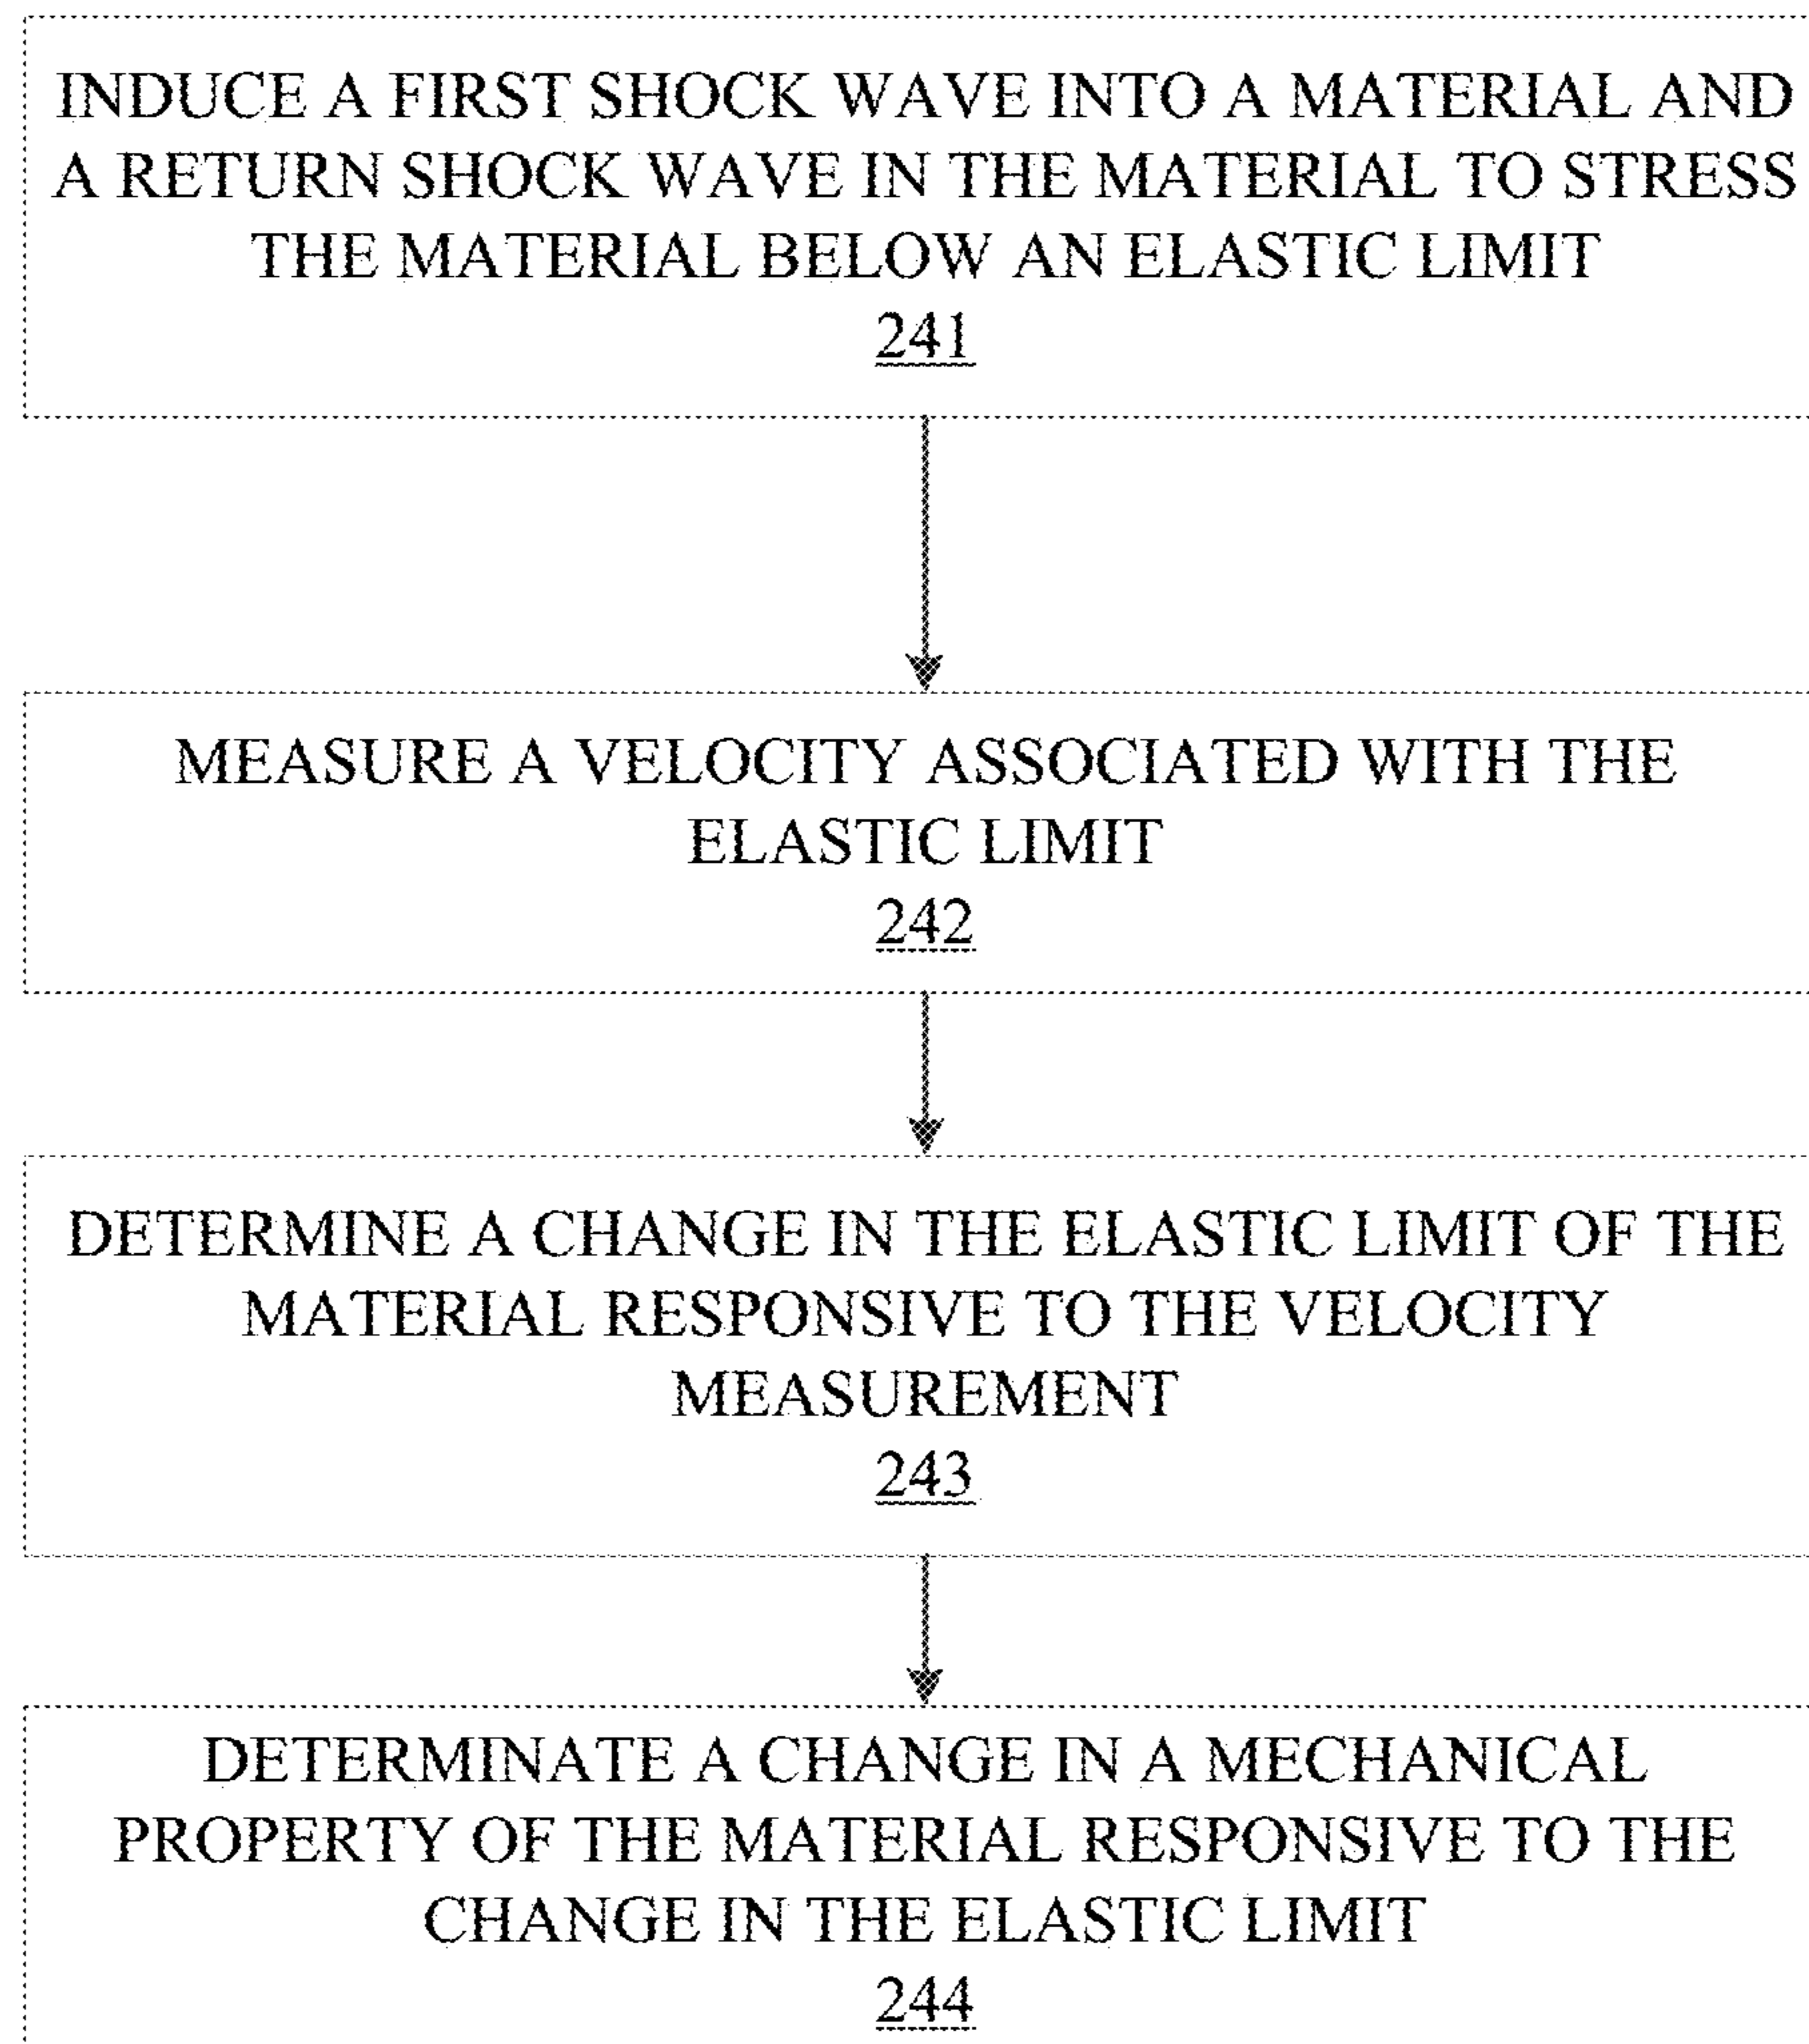 INDUCE A FIRST SHOCK WAVE INTO A MATERIAL AND
A RETURN SHOCK WAVE IN THE MATERIAL TO STRESS
THE MATERIAL BELOW AN ELASTIC LIMIT
241
MEASURE A VELOCITY ASSOCIATED WITH THE
ELASTIC LIMIT
242
DETERMINE A CHANGE IN THE ELASTIC LIMIT OF THE
MATERIAL RESPONSIVE TO THE VELOCITY
MEASUREMENT
243
DETERMINATE A CHANGE IN A MECHANICAL
PROPERTY OF THE MATERIAL RESPONSIVE TO THE
CHANGE IN THE ELASTIC LIMIT
244